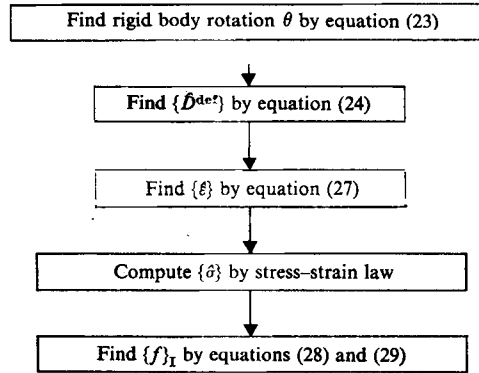 Find rigid body rotation θ by equation (23)
Find {D̂ᵈᵉᶠ} by equation (24)
Find {ε̂} by equation (27)
Compute {σ̂} by stress–strain law
Find {f}_I by equations (28) and (29)